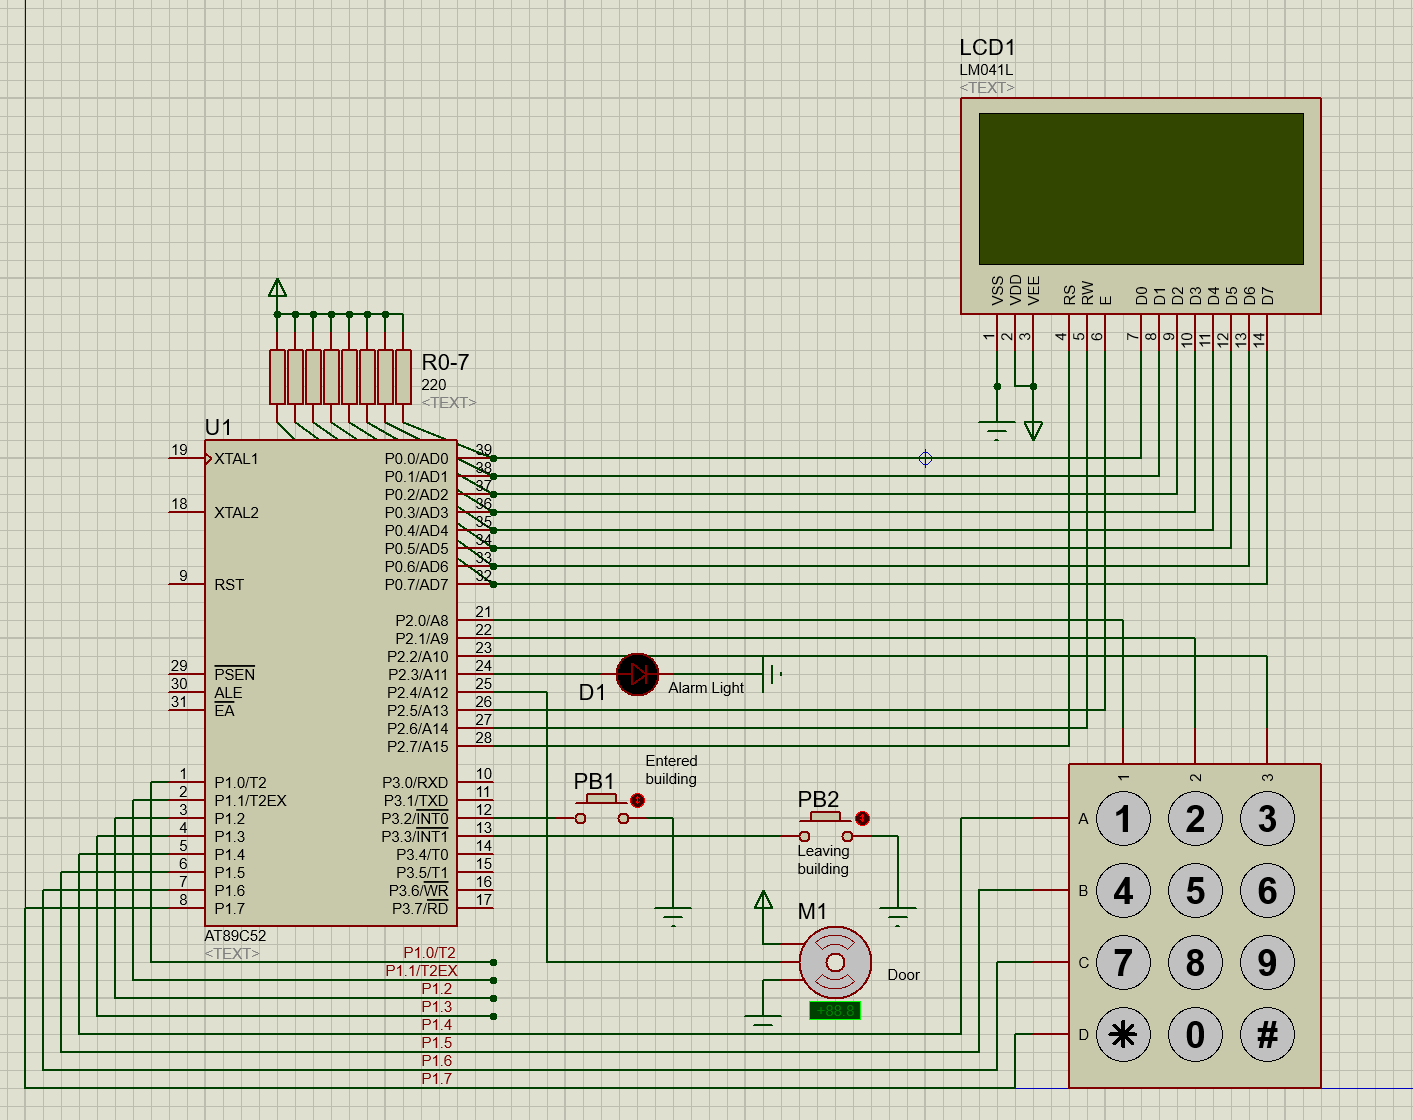 LCD1
LM041L
<TEXT>
VSS VDD VEE RS RW E D0 D1 D2 D3 D4 D5 D6 D7
1 2 3 4 5 6 7 8 9 10 11 12 13 14
R0-7
220
<TEXT>
U1
19 XTAL1 P0.0/AD0 39
P0.1/AD1 38
P0.2/AD2 37
18 XTAL2 P0.3/AD3 36
P0.4/AD4 35
P0.5/AD5 34
P0.6/AD6 33
9 RST P0.7/AD7 32
P2.0/A8 21
P2.1/A9 22
P2.2/A10 23
29 PSEN P2.3/A11 24
30 ALE P2.4/A12 25
31 EA P2.5/A13 26
P2.6/A14 27
P2.7/A15 28
1 P1.0/T2 P3.0/RXD 10
2 P1.1/T2EX P3.1/TXD 11
3 P1.2 P3.2/INT0 12
4 P1.3 P3.3/INT1 13
5 P1.4 P3.4/T0 14
6 P1.5 P3.5/T1 15
7 P1.6 P3.6/WR 16
8 P1.7 P3.7/RD 17
AT89C52
<TEXT>
D1
Alarm Light
PB1
Entered
building
PB2
Leaving
building
M1
Door
+88.8
P1.0/T2
P1.1/T2EX
P1.2
P1.3
P1.4
P1.5
P1.6
P1.7
1 2 3
A 1 2 3
B 4 5 6
C 7 8 9
D * 0 #